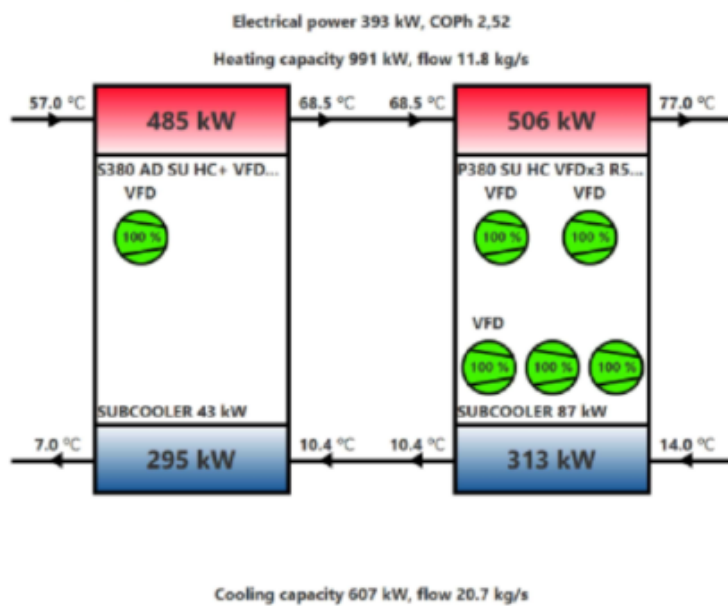 Electrical power 393 kW, COPh 2,52
Heating capacity 991 kW, flow 11.8 kg/s
57.0 °C 485 kW 68.5 °C 68.5 °C 506 kW 77.0 °C
S380 AD SU HC+ VFD... P380 SU HC VFDx3 R5...
VFD VFD VFD
100 % 100 % 100 %
VFD
100 % 100 % 100 %
SUBCOOLER 43 kW SUBCOOLER 87 kW
7.0 °C 295 kW 10.4 °C 10.4 °C 313 kW 14.0 °C
Cooling capacity 607 kW, flow 20.7 kg/s